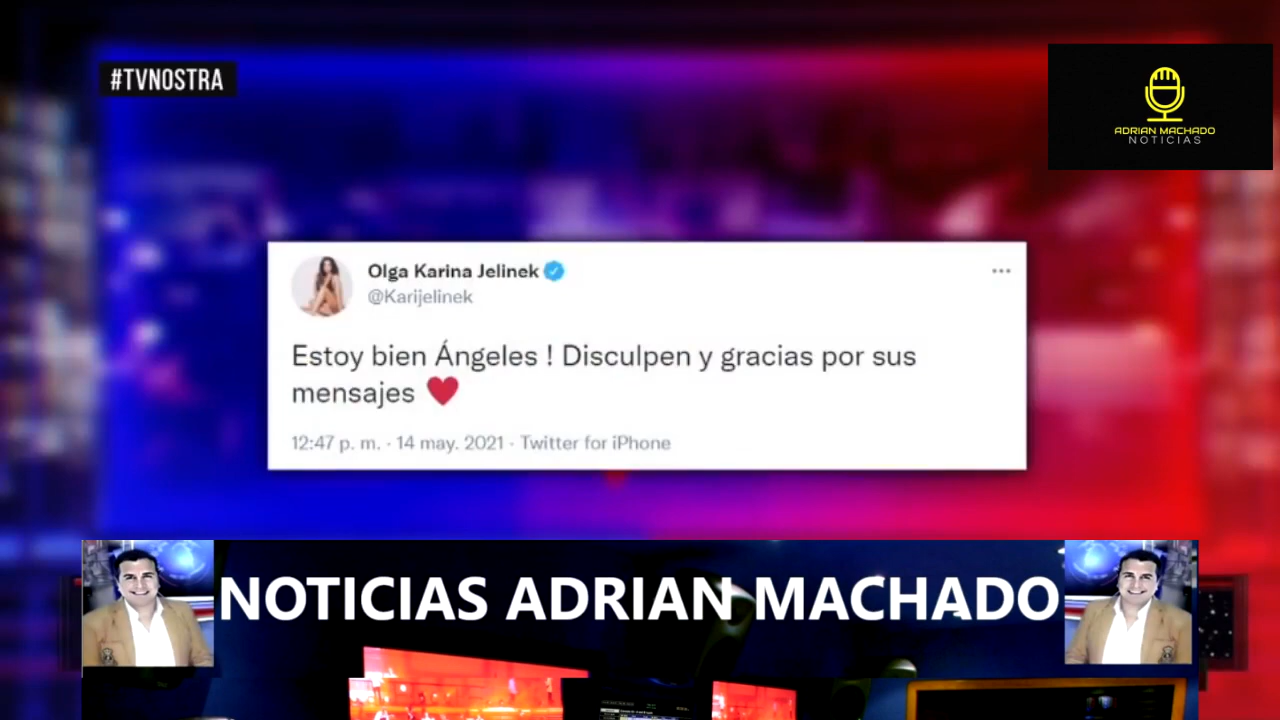 #TVNOSTRA
ADRIAN MACHADO
NOTICIAS
Olga Karina Jelinek
@Karijelinek
Estoy bien Ángeles ! Disculpen y gracias por sus
mensajes ❤️
12:47 p. m. · 14 may. 2021 · Twitter for iPhone
NOTICIAS ADRIAN MACHADO